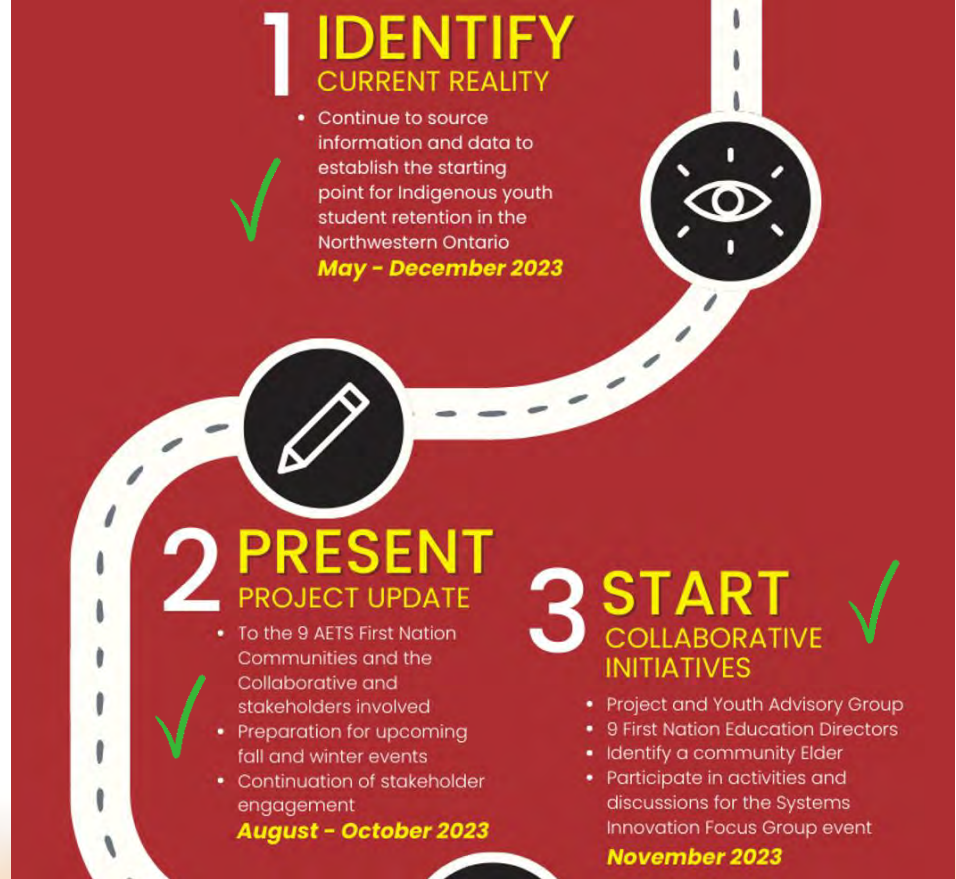 1 IDENTIFY
CURRENT REALITY
• Continue to source
information and data to
establish the starting
point for Indigenous youth
student retention in the
Northwestern Ontario
May - December 2023
2 PRESENT
PROJECT UPDATE
• To the 9 AETS First Nation
Communities and the
Collaborative and
stakeholders involved
• Preparation for upcoming
fall and winter events
• Continuation of stakeholder
engagement
August - October 2023
3 START
COLLABORATIVE
INITIATIVES
• Project and Youth Advisory Group
• 9 First Nation Education Directors
• Identify a community Elder
• Participate in activities and
discussions for the Systems
Innovation Focus Group event
November 2023